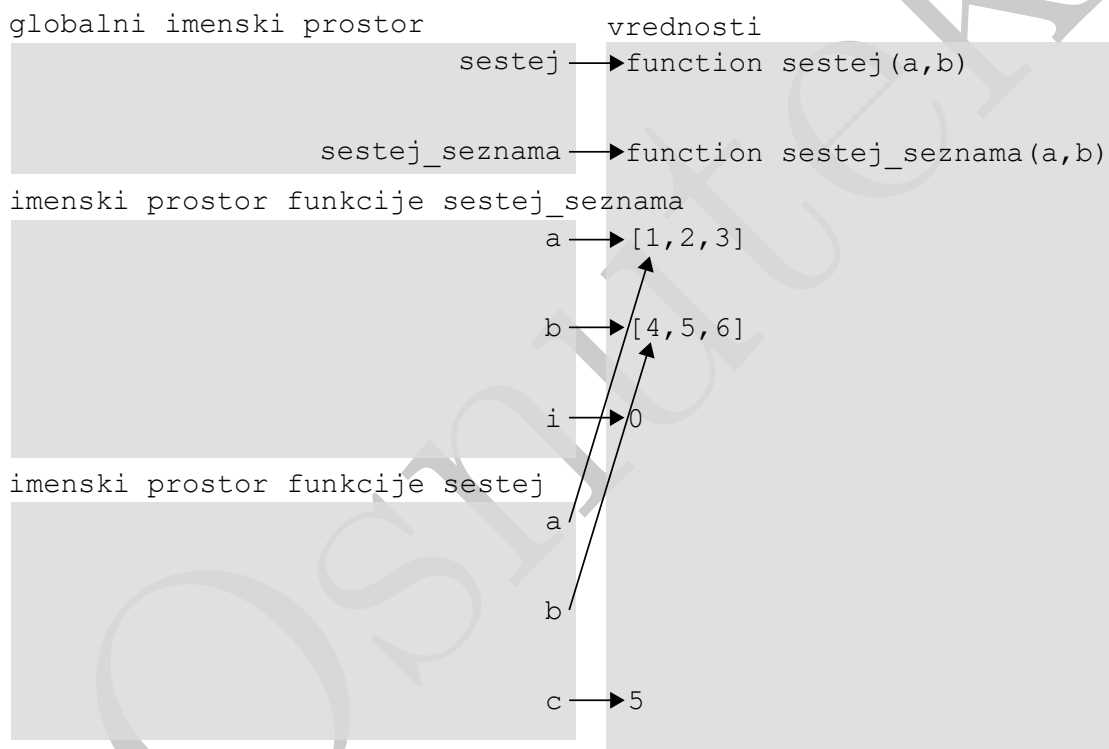 globalni imenski prostor
vrednosti
sestej
function sestej(a,b)
sestej_seznama
function sestej_seznama(a,b)
imenski prostor funkcije sestej_seznama
a
[1,2,3]
b
[4,5,6]
i
0
imenski prostor funkcije sestej
a
b
c
5
Osnutek